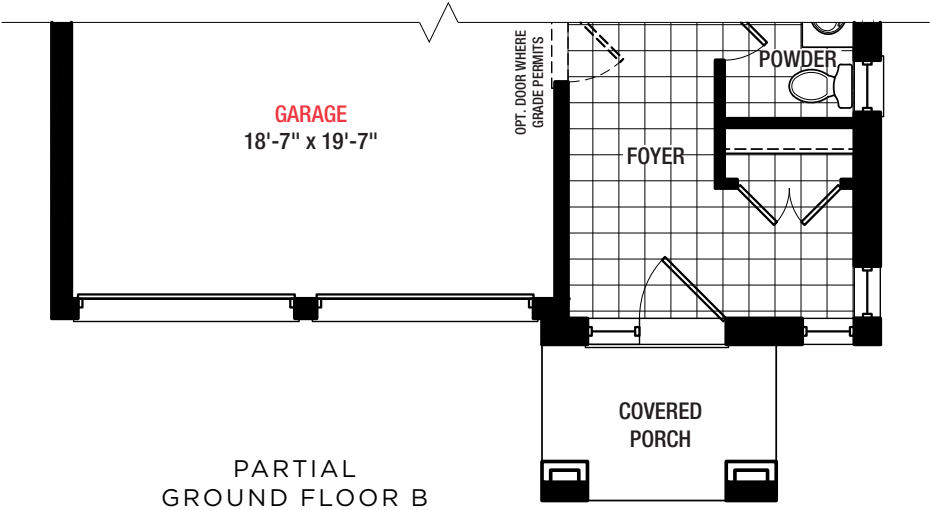 OPT. DOOR WHERE
GRADE PERMITS
POWDER
GARAGE
18'-7" x 19'-7"
FOYER
COVERED
PORCH
PARTIAL
GROUND FLOOR B